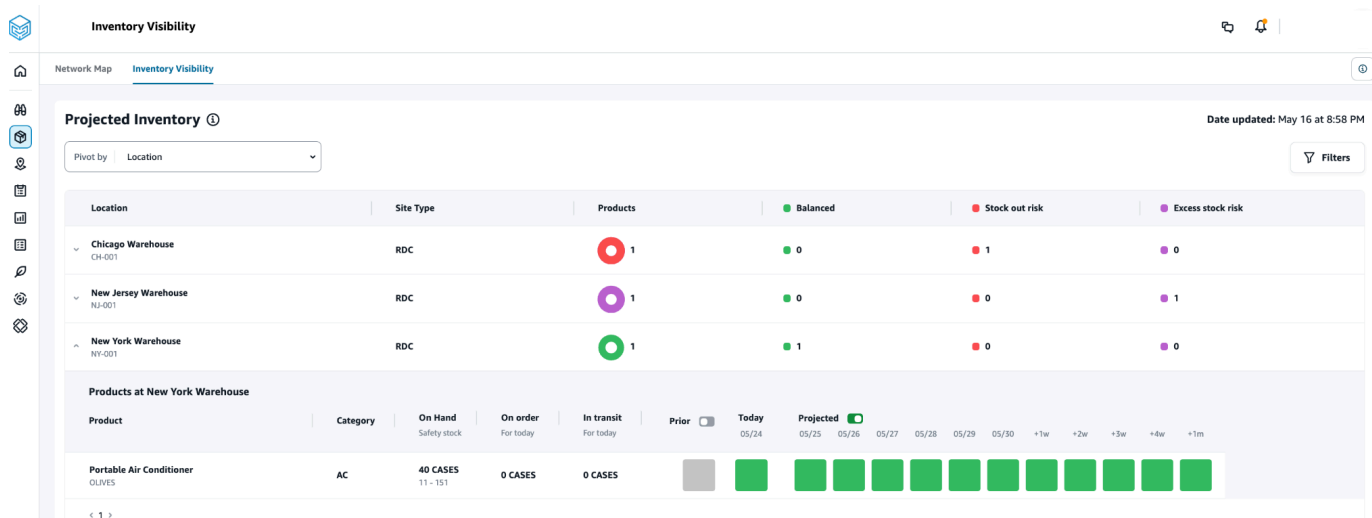 Inventory Visibility
Network Map Inventory Visibility
Projected Inventory
Date updated: May 16 at 8:58 PM
Pivot by Location
Filters
Location Site Type Products Balanced Stock out risk Excess stock risk
Chicago Warehouse RDC 1 0 1 0
CH-001
New Jersey Warehouse RDC 1 0 0 1
NJ-001
New York Warehouse RDC 1 1 0 0
NY-001
Products at New York Warehouse
Product Category On Hand On order In transit Prior Today Projected
Safety stock For today For today 05/24 05/25 05/26 05/27 05/28 05/29 05/30 +1w +2w +3w +4w +1m
Portable Air Conditioner AC 40 CASES 0 CASES 0 CASES
OLIVES 11 - 151
< 1 >